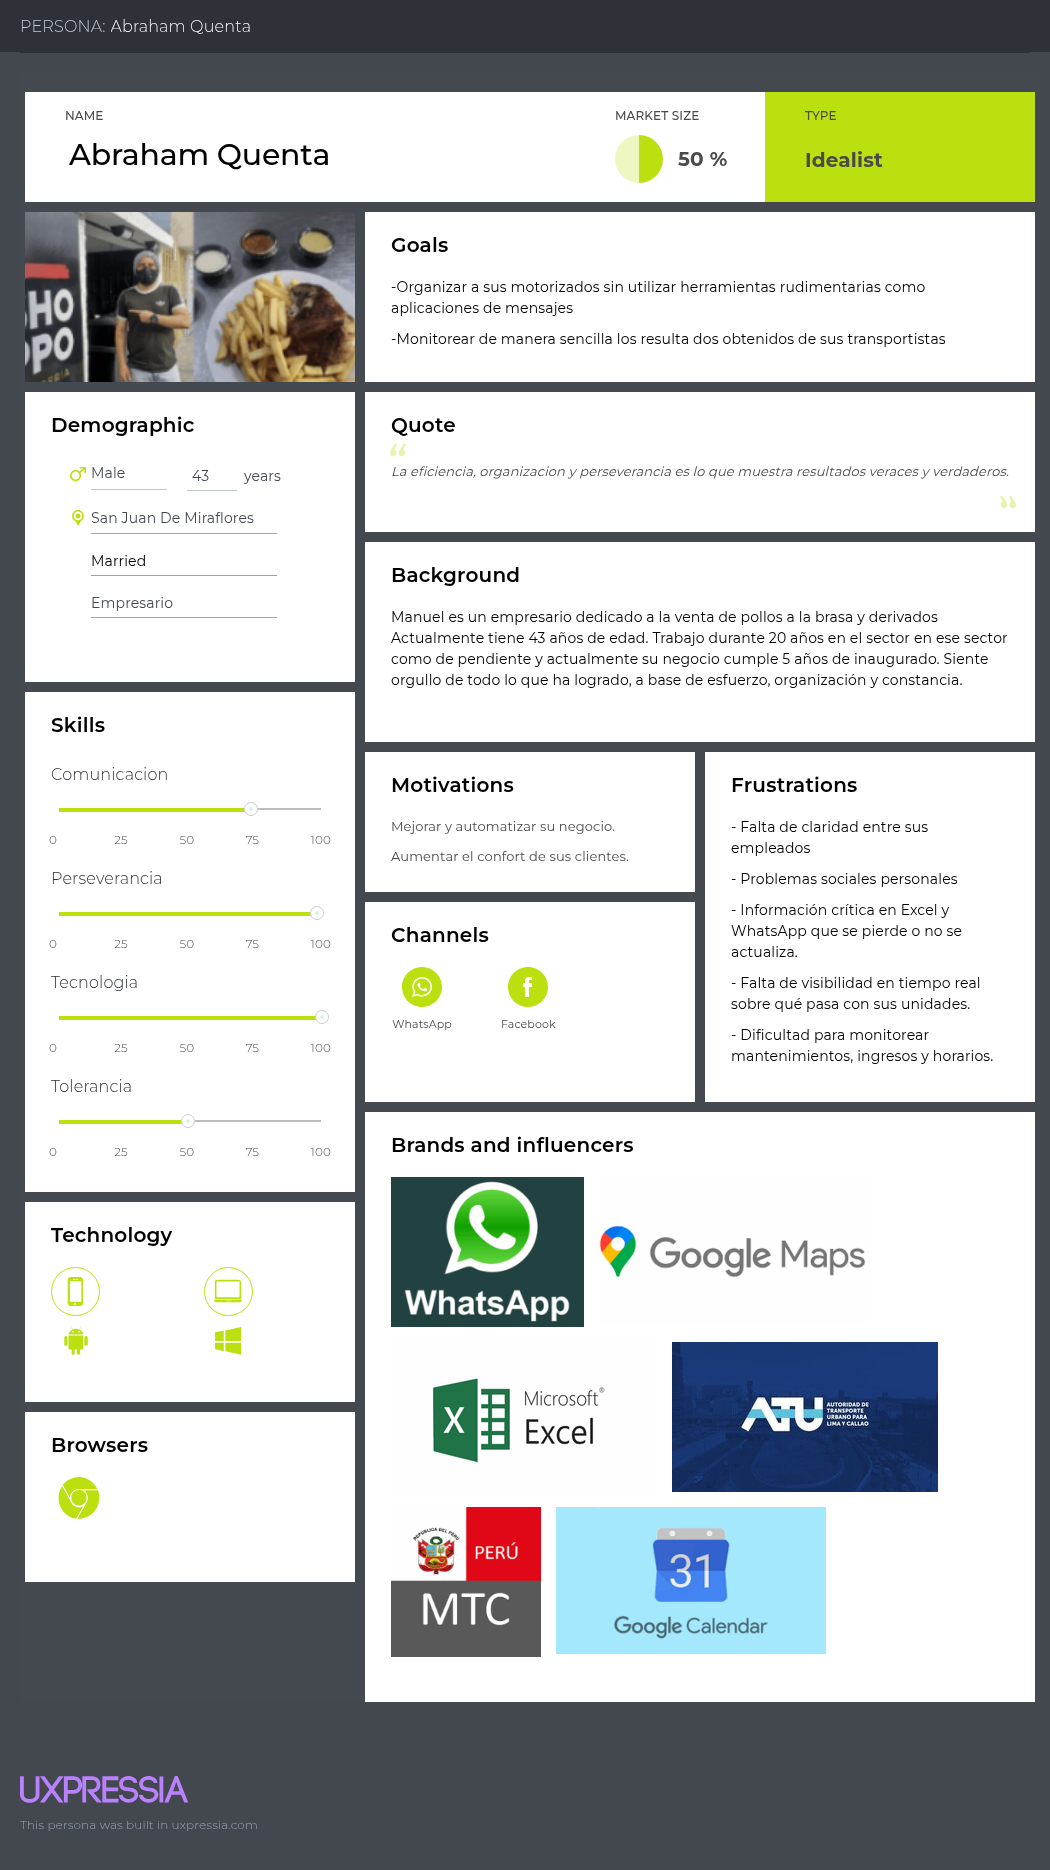 PERSONA: Abraham Quenta
NAME
Abraham Quenta
MARKET SIZE
50 %
TYPE
Idealist
HO
OPO
Goals
-Organizar a sus motorizados sin utilizar herramientas rudimentarias como
aplicaciones de mensajes
-Monitorear de manera sencilla los resulta dos obtenidos de sus transportistas
Demographic
Male
43 years
San Juan De Miraflores
Married
Empresario
Quote
“
La eficiencia, organizacion y perseverancia es lo que muestra resultados veraces y verdaderos.
”
Background
Manuel es un empresario dedicado a la venta de pollos a la brasa y derivados
Actualmente tiene 43 años de edad. Trabajo durante 20 años en el sector en ese sector
como de pendiente y actualmente su negocio cumple 5 años de inaugurado. Siente
orgullo de todo lo que ha logrado, a base de esfuerzo, organización y constancia.
Skills
Comunicacion
0 25 50 75 100
Perseverancia
0 25 50 75 100
Tecnologia
0 25 50 75 100
Tolerancia
0 25 50 75 100
Motivations
Mejorar y automatizar su negocio.
Aumentar el confort de sus clientes.
Frustrations
- Falta de claridad entre sus
empleados
- Problemas sociales personales
- Información crítica en Excel y
WhatsApp que se pierde o no se
actualiza.
- Falta de visibilidad en tiempo real
sobre qué pasa con sus unidades.
- Dificultad para monitorear
mantenimientos, ingresos y horarios.
Channels
WhatsApp
Facebook
Technology
Browsers
Brands and influencers
WhatsApp
Google Maps
X
Microsoft®
Excel
ATU
AUTORIDAD DE
TRANSPORTE
URBANO PARA
LIMA Y CALLAO
REPÚBLICA DEL PERÚ
PERÚ
MTC
31
Google Calendar
UXPRESSIA
This persona was built in uxpressia.com